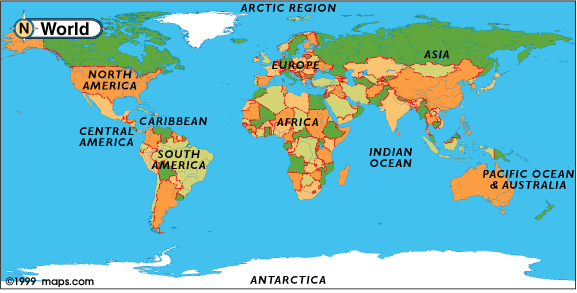 ARCTIC REGION
N World
ASIA
EUROPE
NORTH
AMERICA
CARIBBEAN
AFRICA
CENTRAL
AMERICA
INDIAN
OCEAN
SOUTH
AMERICA
PACIFIC OCEAN
& AUSTRALIA
ANTARCTICA
©1999 maps.com